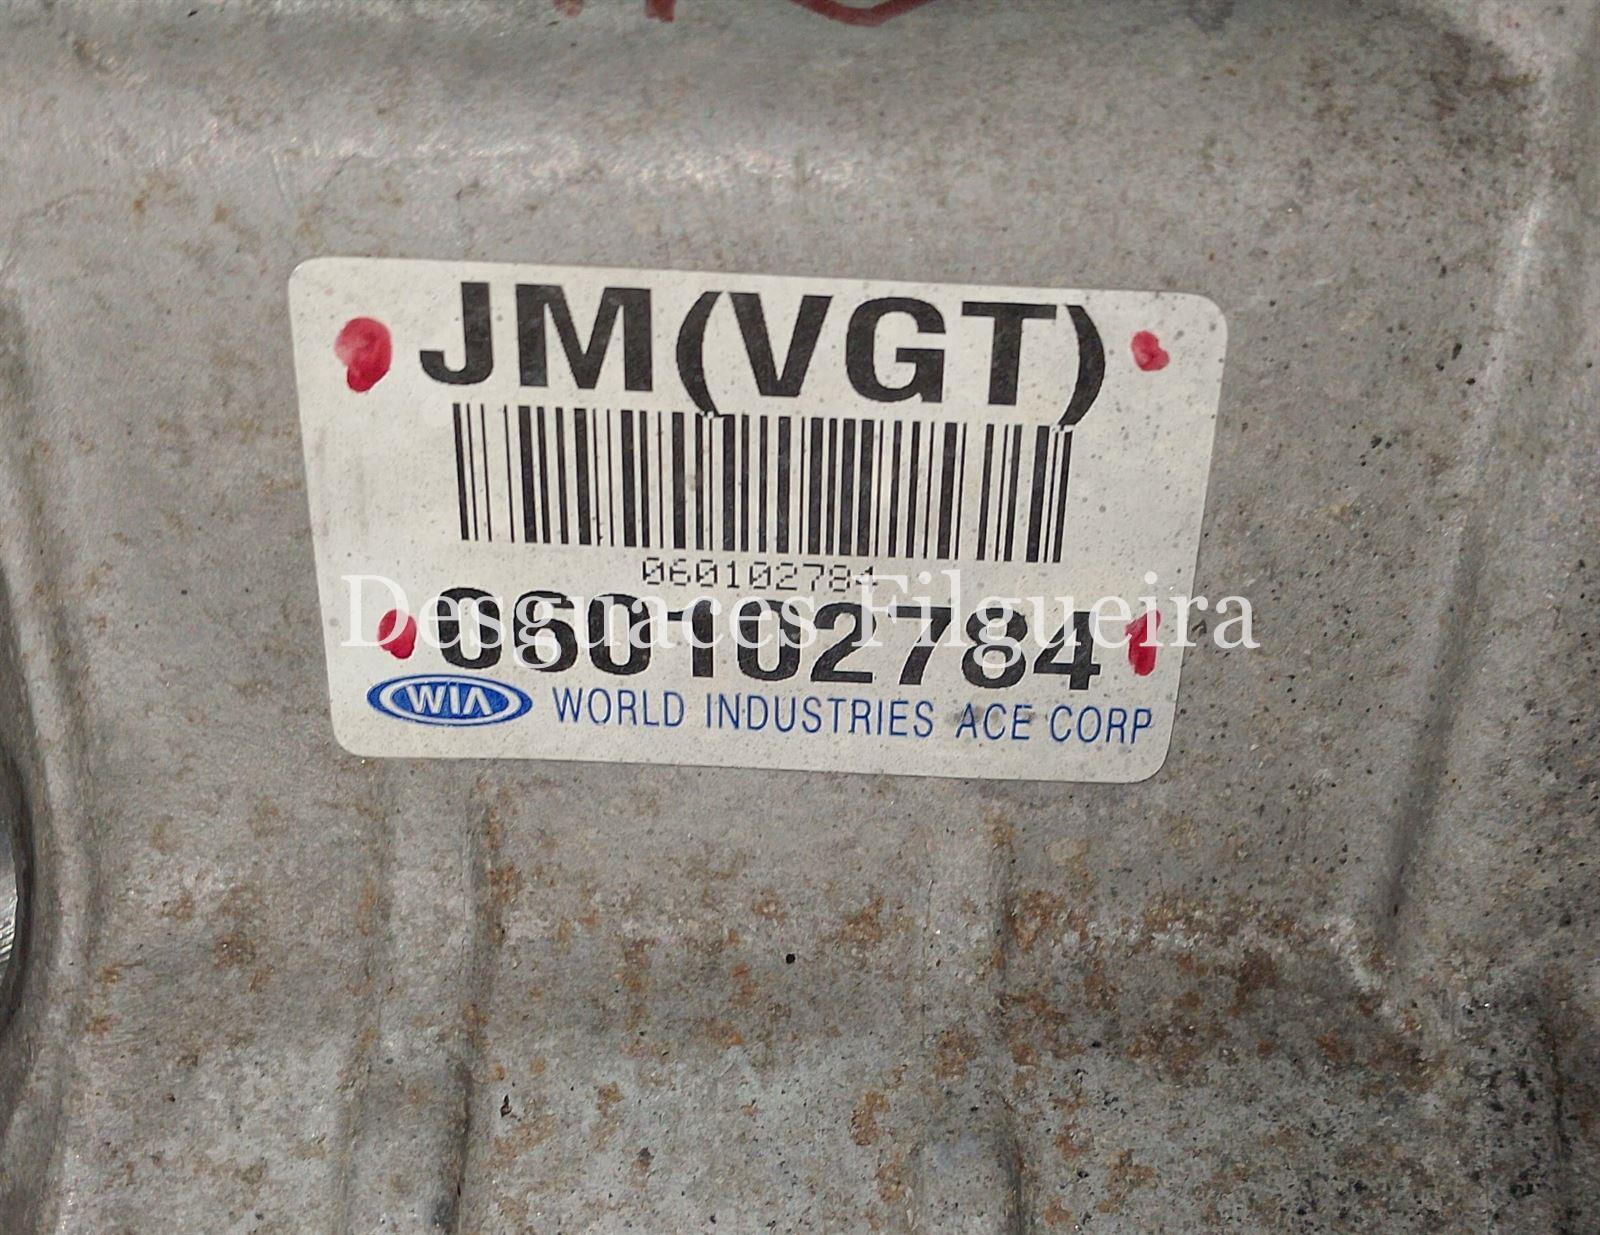 JM(VGT)
060102784
Desguaces Filgueira
060102784
WIA WORLD INDUSTRIES ACE CORP